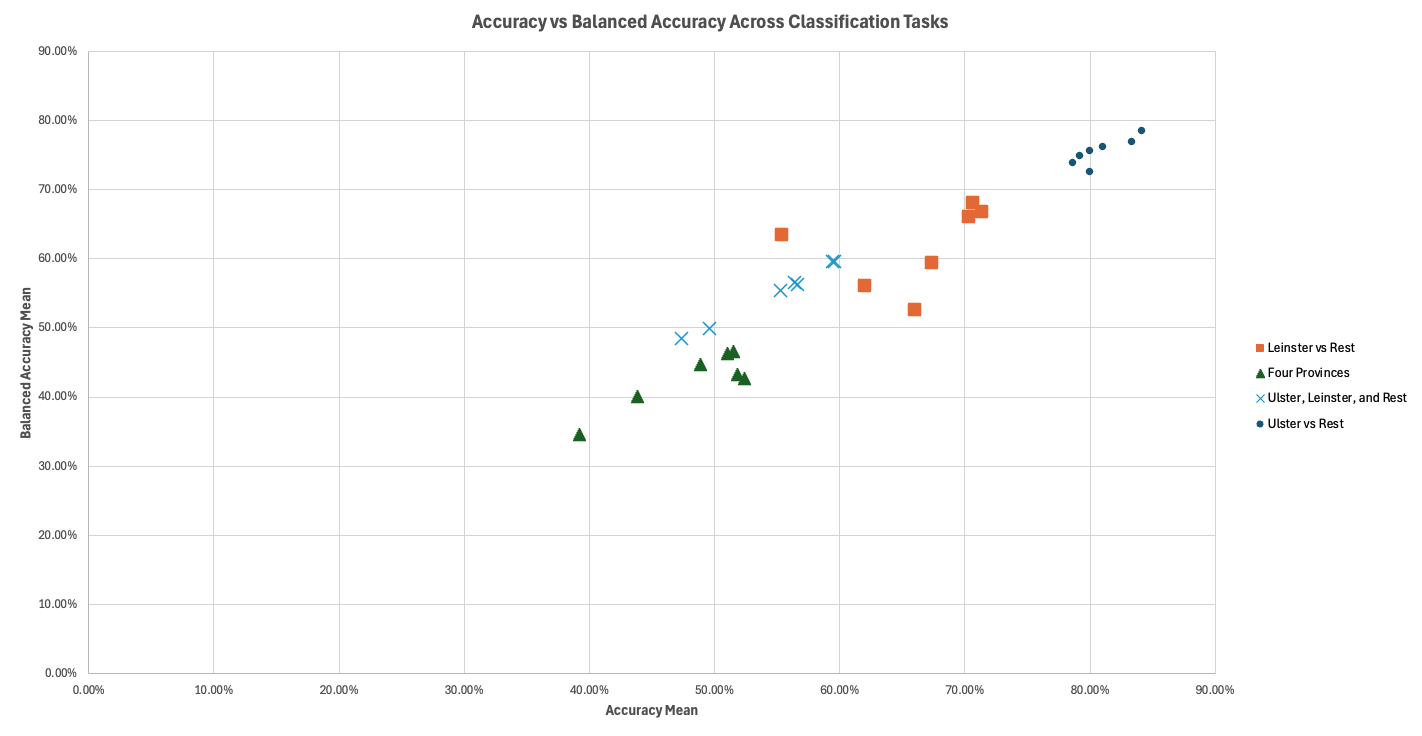 Accuracy vs Balanced Accuracy Across Classification Tasks
90.00%
80.00%
70.00%
60.00%
50.00%
40.00%
30.00%
20.00%
10.00%
0.00%
Balanced Accuracy Mean
0.00% 10.00% 20.00% 30.00% 40.00% 50.00% 60.00% 70.00% 80.00% 90.00%
Accuracy Mean
Leinster vs Rest
Four Provinces
Ulster, Leinster, and Rest
Ulster vs Rest